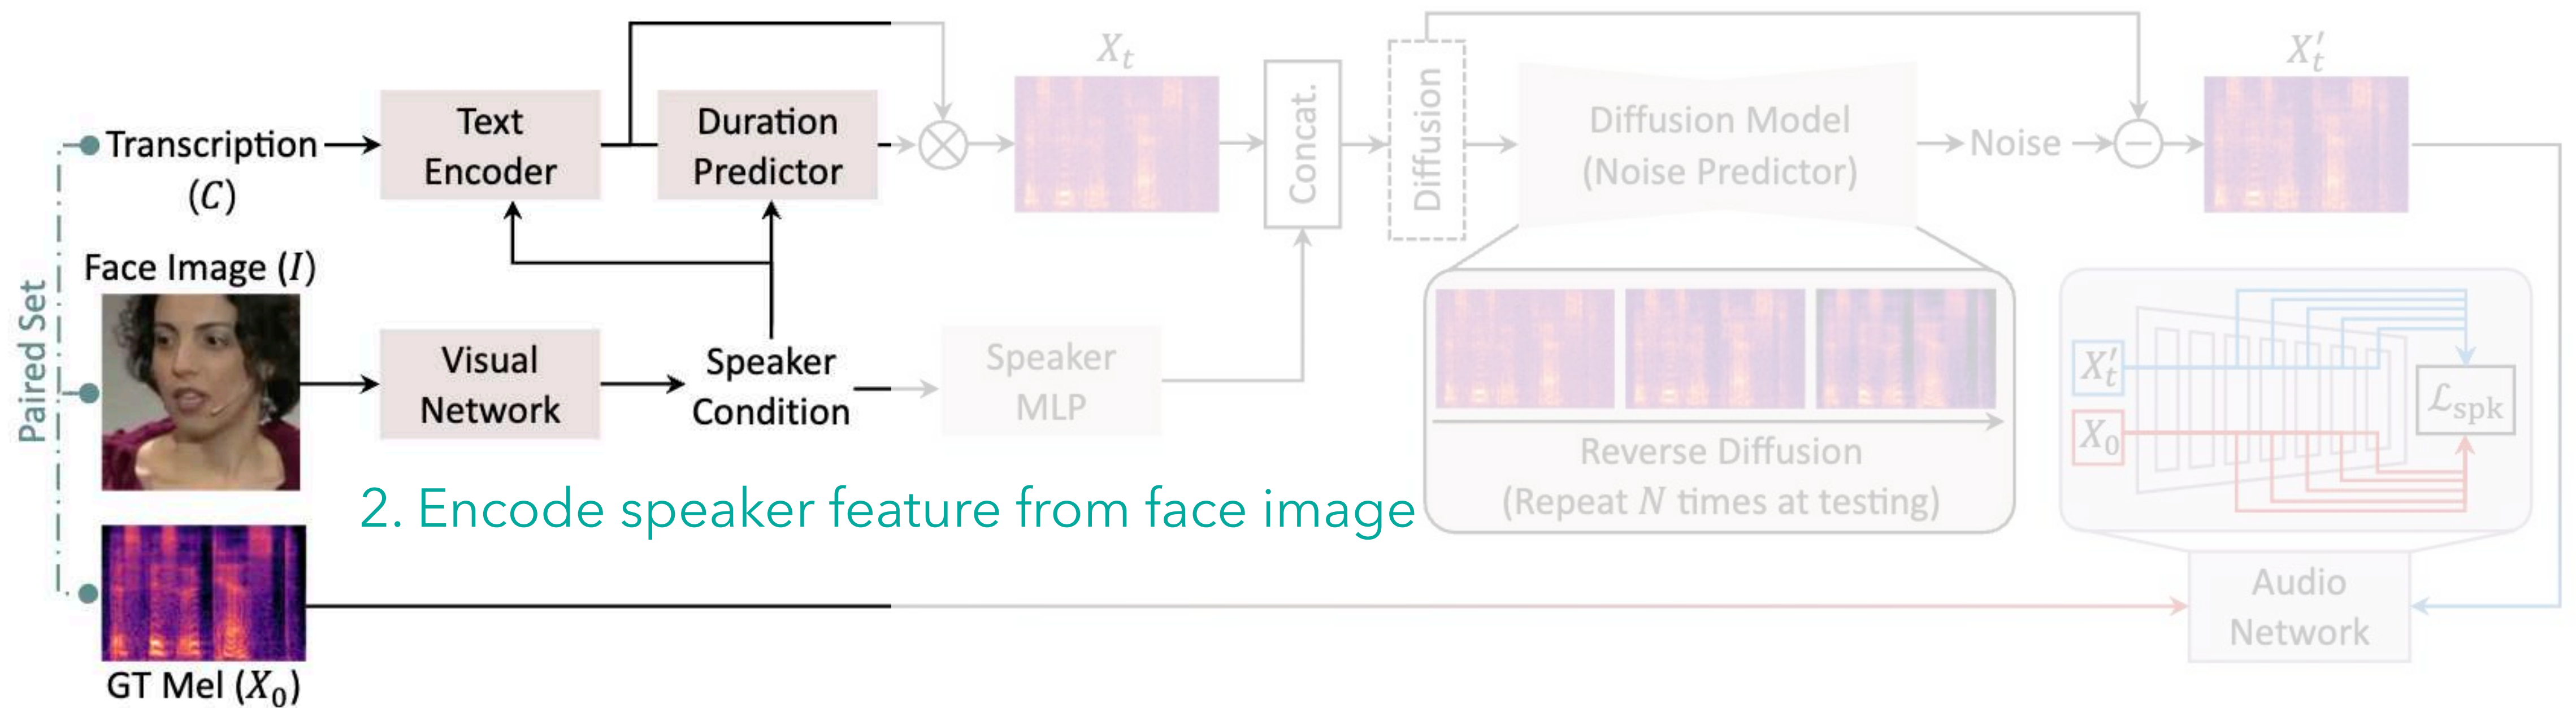 Paired Set
Transcription
(C)
Face Image (I)
GT Mel (X₀)
Text
Encoder
Duration
Predictor
Visual
Network
Speaker
Condition
Speaker
MLP
2. Encode speaker feature from face image
Xₜ
Concat.
Diffusion
Diffusion Model
(Noise Predictor)
Noise
X′ₜ
Reverse Diffusion
(Repeat N times at testing)
X′ₜ
X₀
ℒspk
Audio
Network